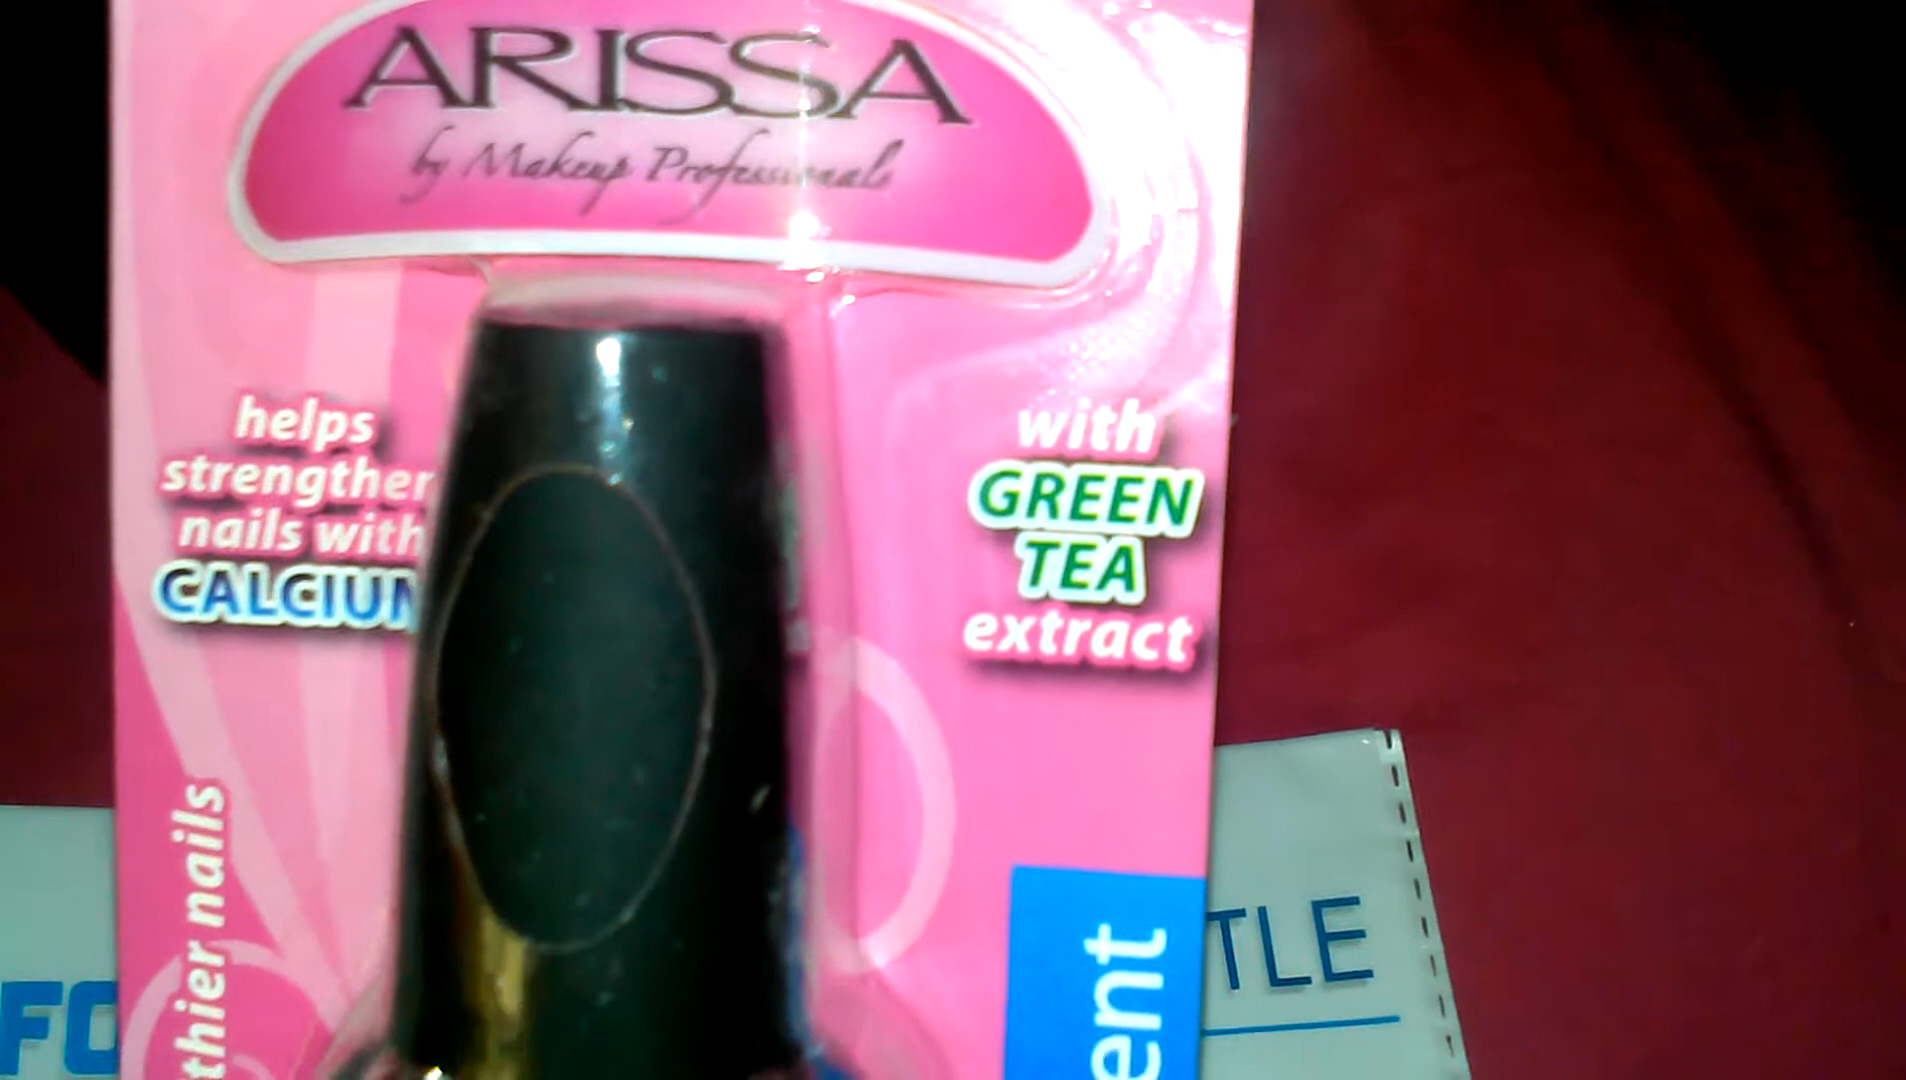 ARISSA
by Makeup Professionals
helps
strengthen
nails with
CALCIUM
with
GREEN
TEA
extract
thier nails
ent
TLE
FO